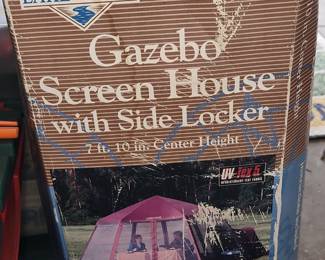 Gazebo
Screen House
with Side Locker
7 ft. 10 in. Center Height
UV-Tex 5